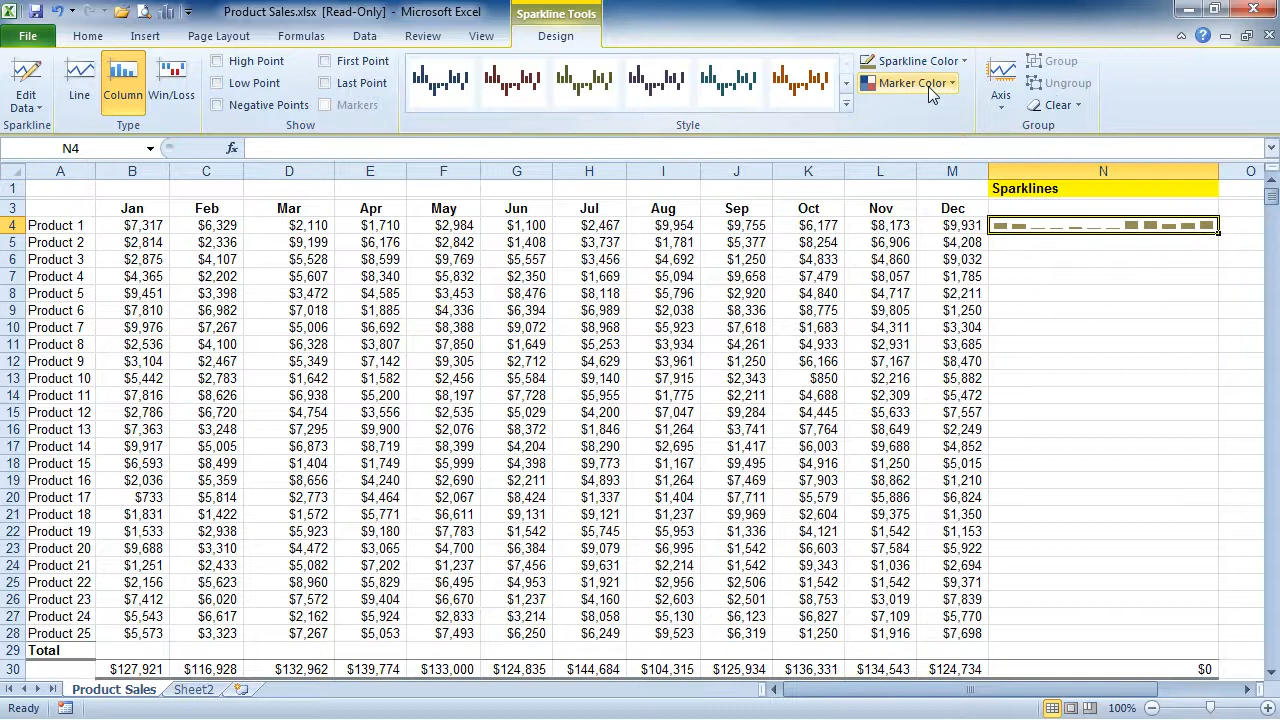 Product Sales.xlsx [Read-Only] - Microsoft Excel
Sparkline Tools
File Home Insert Page Layout Formulas Data Review View Design
Edit Data Line Column Win/Loss
High Point First Point
Low Point Last Point
Negative Points Markers
Sparkline Color
Marker Color
Axis
Group
Ungroup
Clear
Sparkline Type Show Style Group
N4 fx
A B C D E F G H I J K L M N O
1 Sparklines
3 Jan Feb Mar Apr May Jun Jul Aug Sep Oct Nov Dec
4 Product 1 $7,317 $6,329 $2,110 $1,710 $2,984 $1,100 $2,467 $9,954 $9,755 $6,177 $8,173 $9,931
5 Product 2 $2,814 $2,336 $9,199 $6,176 $2,842 $1,408 $3,737 $1,781 $5,377 $8,254 $6,906 $4,208
6 Product 3 $2,875 $4,107 $5,528 $8,599 $9,769 $5,557 $3,456 $4,692 $1,250 $4,833 $4,860 $9,032
7 Product 4 $4,365 $2,202 $5,607 $8,340 $5,832 $2,350 $1,669 $5,094 $9,658 $7,479 $8,057 $1,785
8 Product 5 $9,451 $3,398 $3,472 $4,585 $3,453 $8,476 $8,118 $5,796 $2,920 $4,840 $4,717 $2,211
9 Product 6 $7,810 $6,982 $7,018 $1,885 $4,336 $6,394 $6,989 $2,038 $8,336 $8,775 $9,805 $1,250
10 Product 7 $9,976 $7,267 $5,006 $6,692 $8,388 $9,072 $8,968 $5,923 $7,618 $1,683 $4,311 $3,304
11 Product 8 $2,536 $4,100 $6,328 $3,807 $7,850 $1,649 $5,253 $3,934 $4,261 $4,933 $2,931 $3,685
12 Product 9 $3,104 $2,467 $5,349 $7,142 $9,305 $2,712 $4,629 $3,961 $1,250 $6,166 $7,167 $8,470
13 Product 10 $5,442 $2,783 $1,642 $1,582 $2,456 $5,584 $9,140 $7,915 $2,343 $850 $2,216 $5,882
14 Product 11 $7,816 $8,626 $6,938 $5,200 $8,197 $7,728 $5,955 $1,775 $2,211 $4,688 $2,309 $5,472
15 Product 12 $2,786 $6,720 $4,754 $3,556 $2,535 $5,029 $4,200 $7,047 $9,284 $4,445 $5,633 $7,557
16 Product 13 $7,363 $3,248 $7,295 $9,900 $2,076 $8,372 $1,846 $1,264 $3,741 $7,764 $8,649 $2,249
17 Product 14 $9,917 $5,005 $6,873 $8,719 $8,399 $4,204 $8,290 $2,695 $1,417 $6,003 $9,688 $4,852
18 Product 15 $6,593 $8,499 $1,404 $1,749 $5,999 $4,398 $9,773 $1,167 $9,495 $4,916 $1,250 $5,015
19 Product 16 $2,036 $5,359 $8,656 $4,240 $2,690 $2,211 $4,893 $1,264 $7,469 $7,903 $8,862 $1,210
20 Product 17 $733 $5,814 $2,773 $4,464 $2,067 $8,424 $1,337 $1,404 $7,711 $5,579 $5,886 $6,824
21 Product 18 $1,831 $1,422 $1,572 $5,771 $6,611 $9,131 $9,121 $1,237 $9,969 $2,604 $9,375 $1,350
22 Product 19 $1,533 $2,938 $5,923 $9,180 $7,783 $1,542 $5,745 $5,953 $1,336 $4,121 $1,542 $1,153
23 Product 20 $9,688 $3,310 $4,472 $3,065 $4,700 $6,384 $9,079 $6,995 $1,542 $6,603 $7,584 $5,922
24 Product 21 $1,251 $2,433 $5,082 $7,202 $1,237 $7,456 $9,631 $2,214 $1,542 $9,343 $1,036 $2,694
25 Product 22 $2,156 $5,623 $8,960 $5,829 $6,495 $4,953 $1,921 $2,956 $2,506 $1,542 $1,542 $9,371
26 Product 23 $7,412 $6,020 $7,572 $9,404 $6,670 $1,237 $4,160 $2,603 $2,501 $8,753 $3,019 $7,839
27 Product 24 $5,543 $6,617 $2,162 $5,924 $2,833 $3,214 $8,058 $5,130 $6,123 $6,827 $7,109 $5,770
28 Product 25 $5,573 $3,323 $7,267 $5,053 $7,493 $6,250 $6,249 $9,523 $6,319 $1,250 $1,916 $7,698
29 Total
30 $127,921 $116,928 $132,962 $139,774 $133,000 $124,835 $144,684 $104,315 $125,934 $136,331 $134,543 $124,734 $0
Product Sales Sheet2
Ready 100%